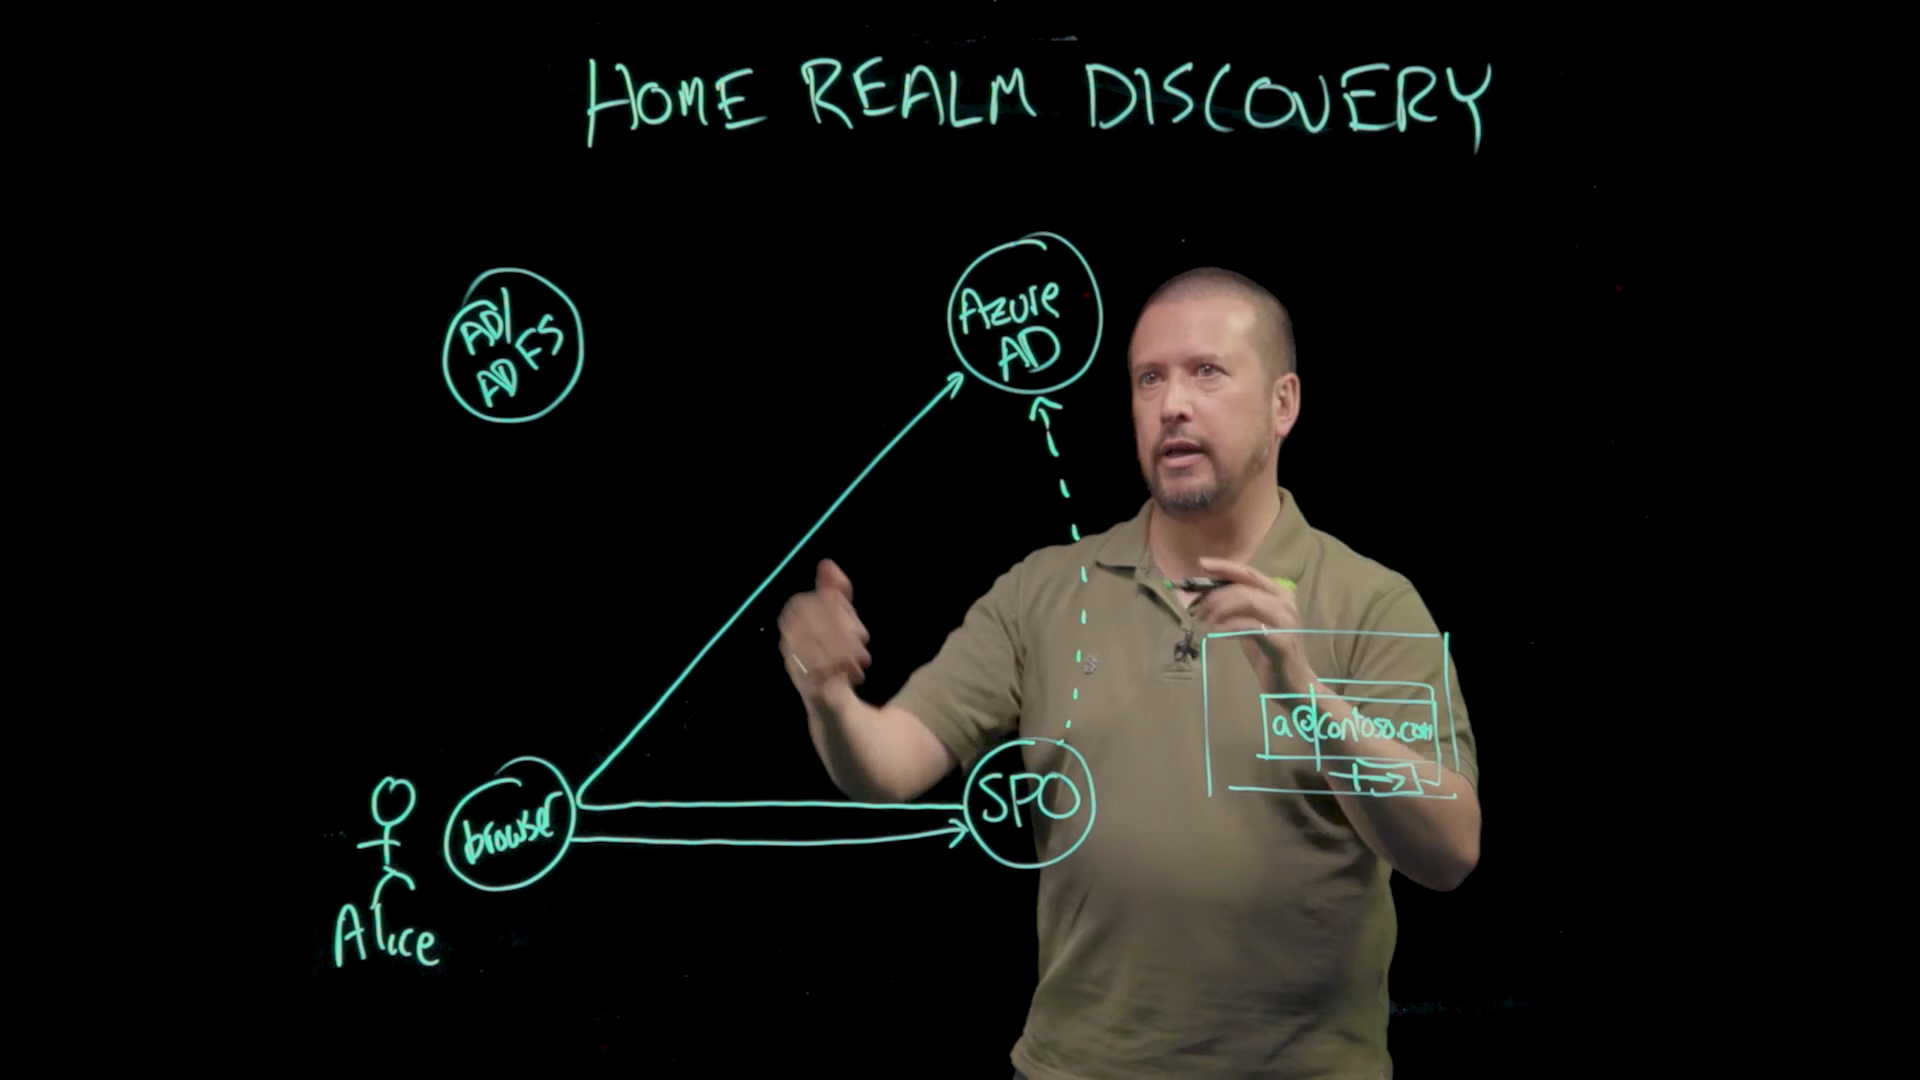 HOME REALM DISCOVERY
AD/
ADFS
Azure
AD
browser
SPO
a@contoso.com
Alice